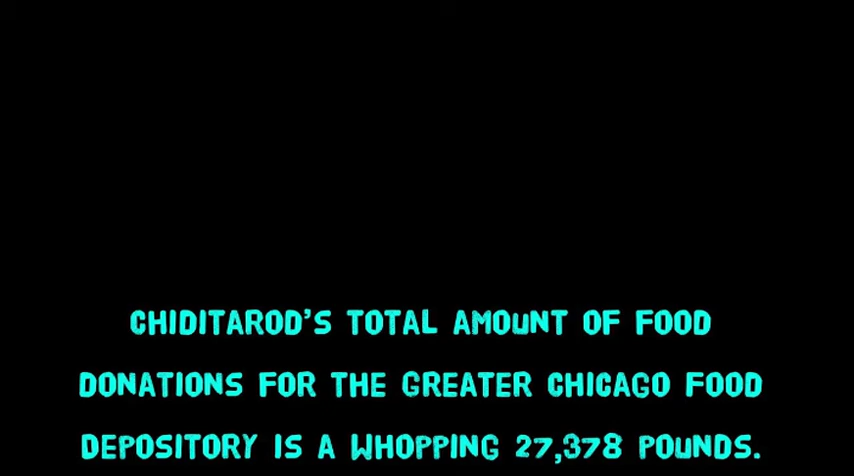 CHIDITAROD'S TOTAL AMOUNT OF FOOD
DONATIONS FOR THE GREATER CHICAGO FOOD
DEPOSITORY IS A WHOPPING 27,378 POUNDS.